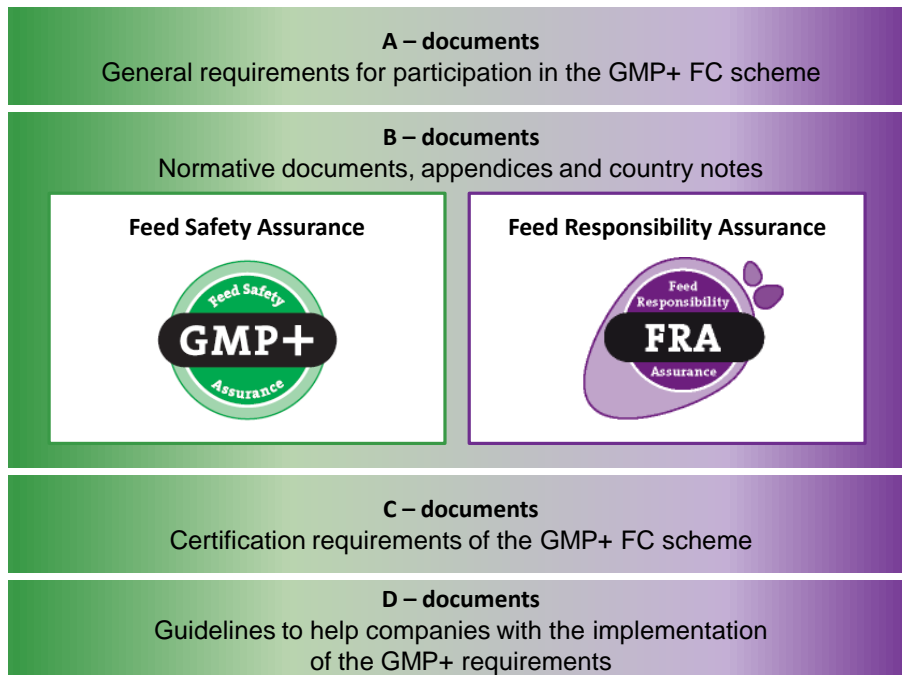 A – documents
General requirements for participation in the GMP+ FC scheme
B – documents
Normative documents, appendices and country notes
Feed Safety Assurance
Feed Safety
GMP+
Assurance
Feed Responsibility Assurance
Feed
Responsibility
FRA
Assurance
C – documents
Certification requirements of the GMP+ FC scheme
D – documents
Guidelines to help companies with the implementation
of the GMP+ requirements